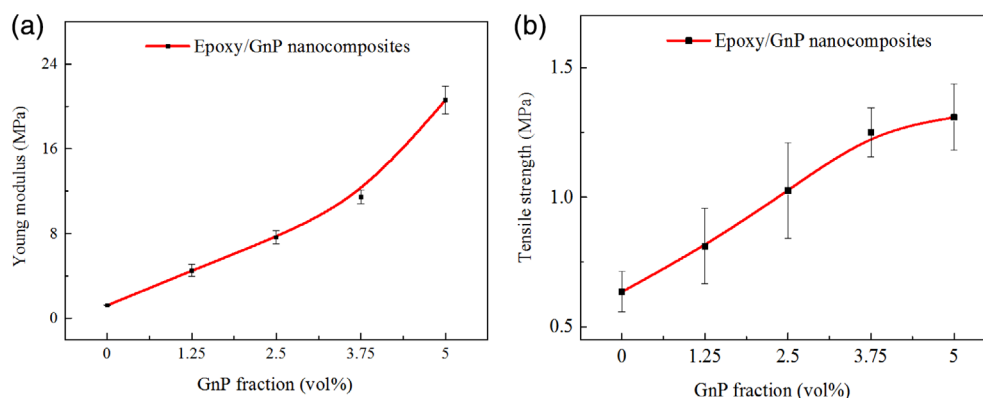 (a)
Epoxy/GnP nanocomposites
Young modulus (MPa)
24
16
8
0
0 1.25 2.5 3.75 5
GnP fraction (vol%)
(b)
Epoxy/GnP nanocomposites
Tensile strength (MPa)
1.5
1.0
0.5
0 1.25 2.5 3.75 5
GnP fraction (vol%)